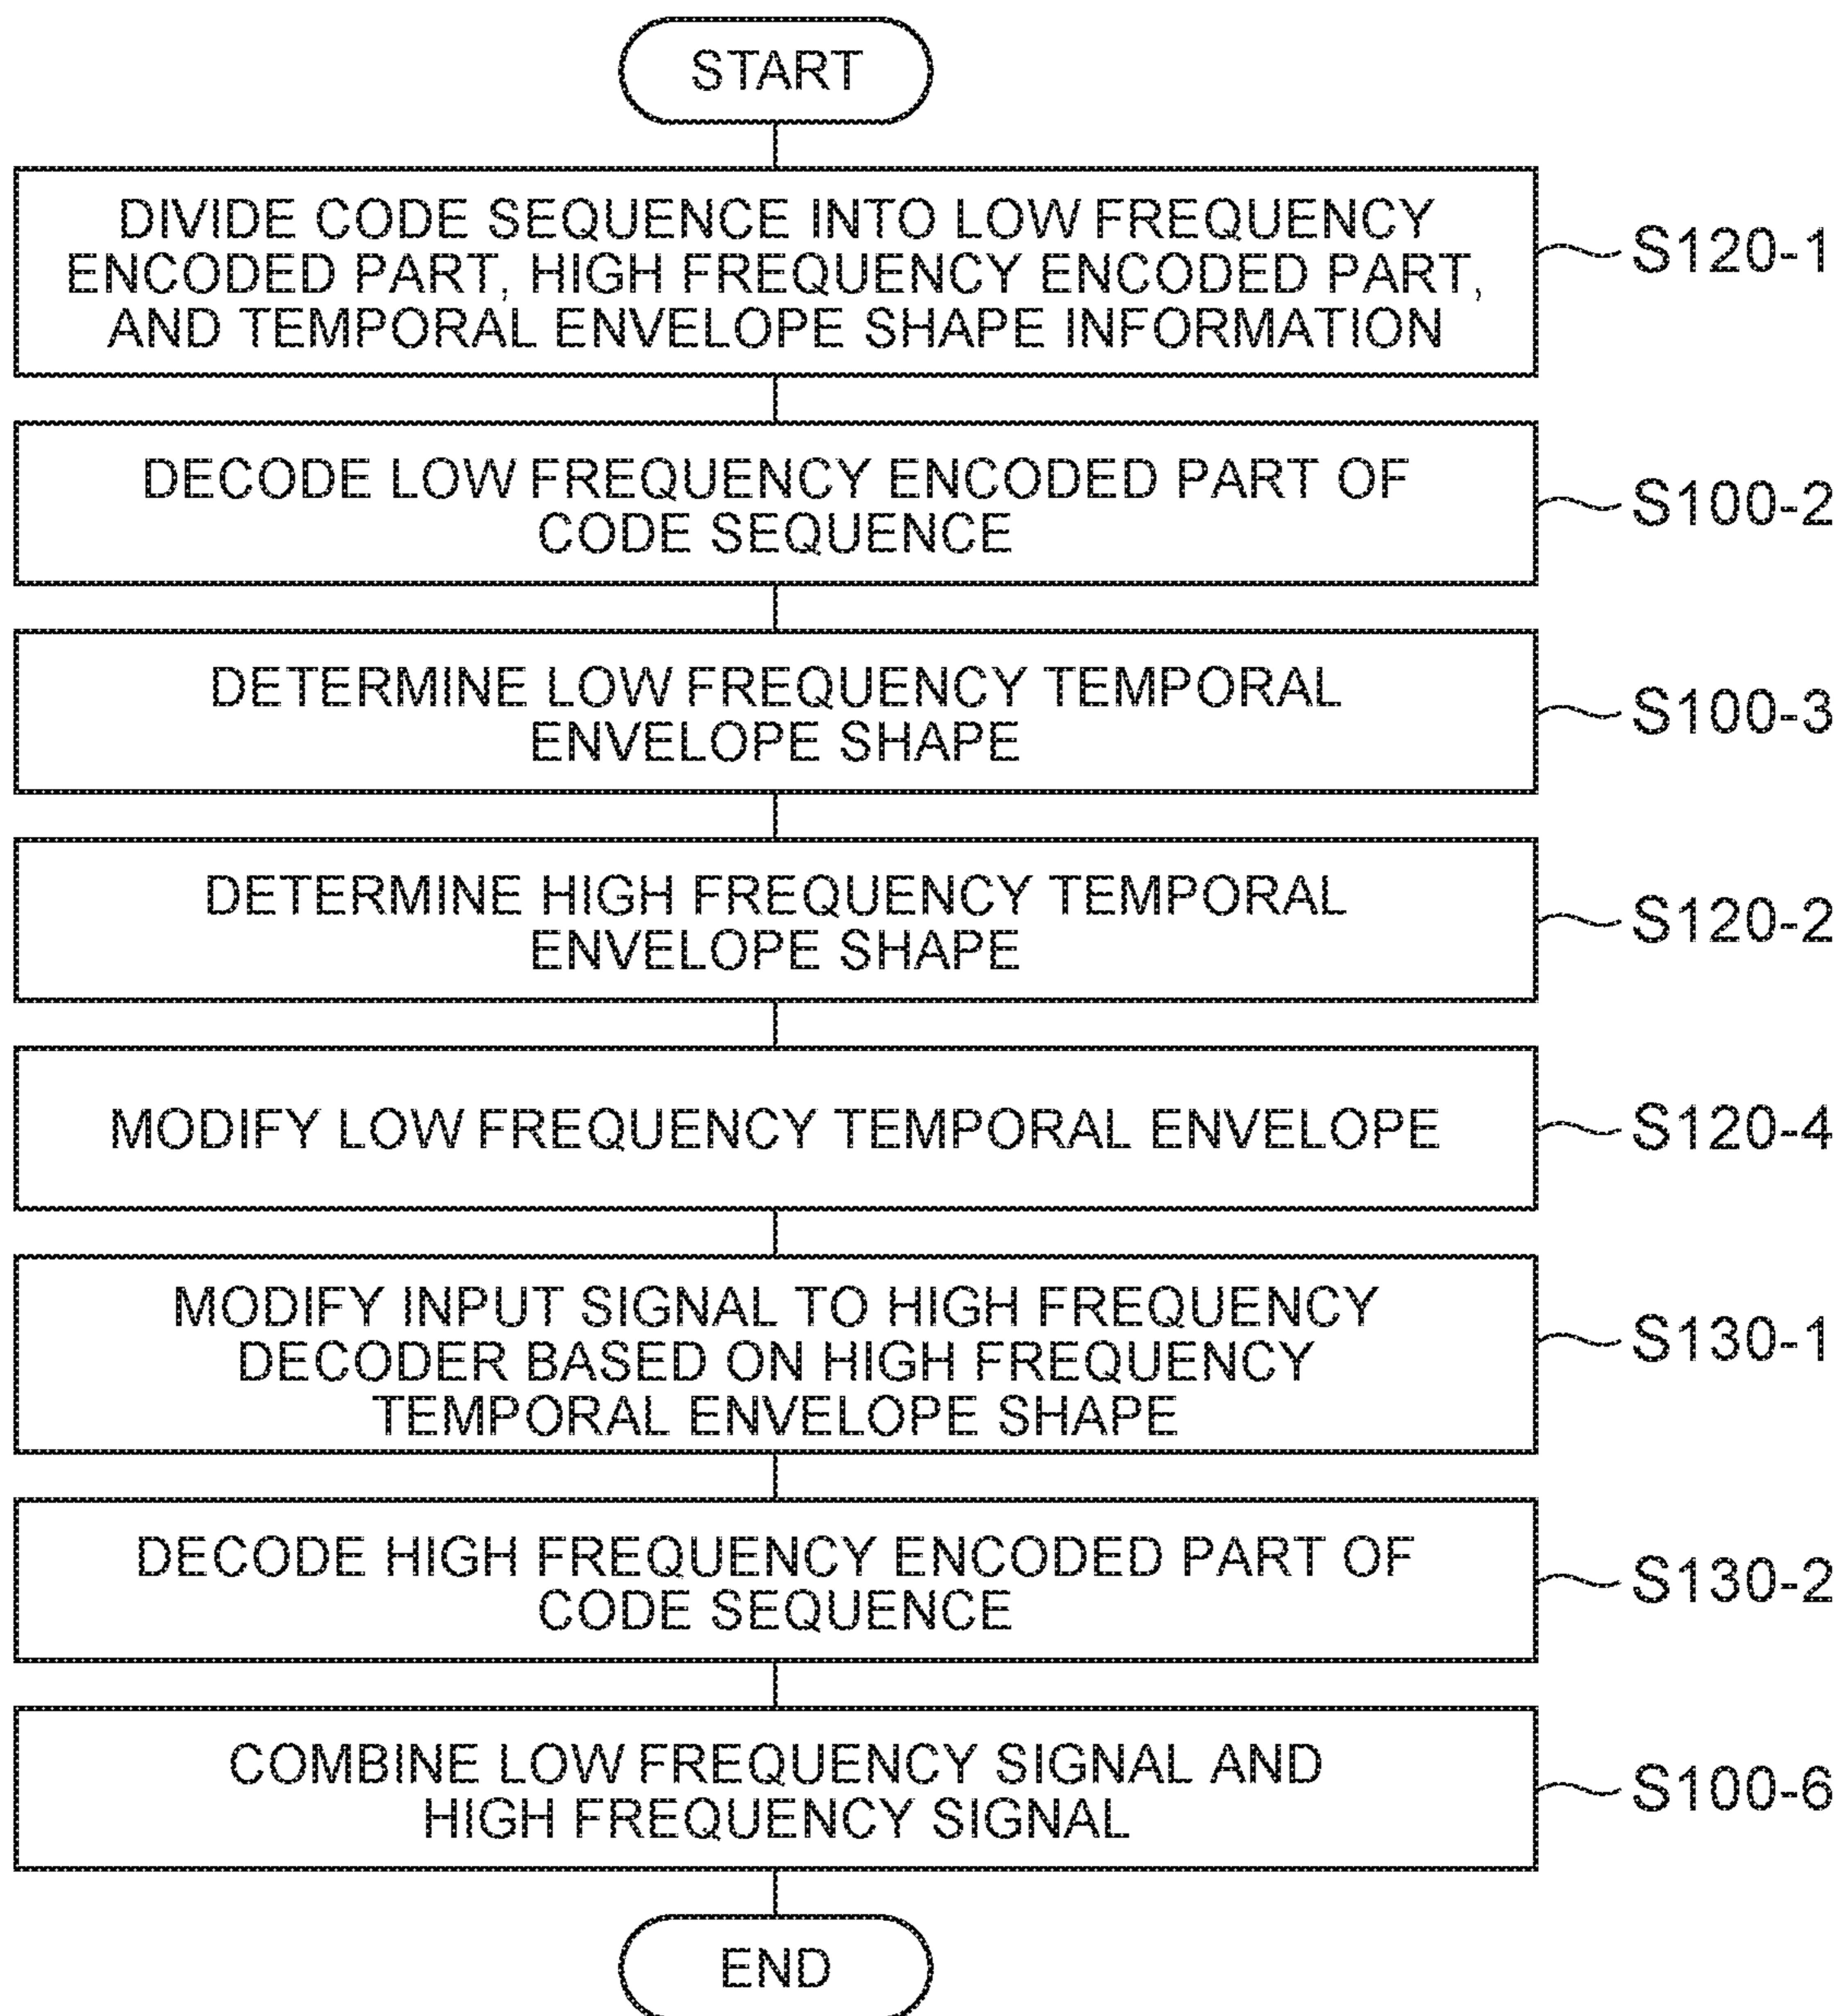 START
DIVIDE CODE SEQUENCE INTO LOW FREQUENCY
ENCODED PART, HIGH FREQUENCY ENCODED PART,
AND TEMPORAL ENVELOPE SHAPE INFORMATION
S120-1
DECODE LOW FREQUENCY ENCODED PART OF
CODE SEQUENCE
S100-2
DETERMINE LOW FREQUENCY TEMPORAL
ENVELOPE SHAPE
S100-3
DETERMINE HIGH FREQUENCY TEMPORAL
ENVELOPE SHAPE
S120-2
MODIFY LOW FREQUENCY TEMPORAL ENVELOPE
S120-4
MODIFY INPUT SIGNAL TO HIGH FREQUENCY
DECODER BASED ON HIGH FREQUENCY
TEMPORAL ENVELOPE SHAPE
S130-1
DECODE HIGH FREQUENCY ENCODED PART OF
CODE SEQUENCE
S130-2
COMBINE LOW FREQUENCY SIGNAL AND
HIGH FREQUENCY SIGNAL
S100-6
END